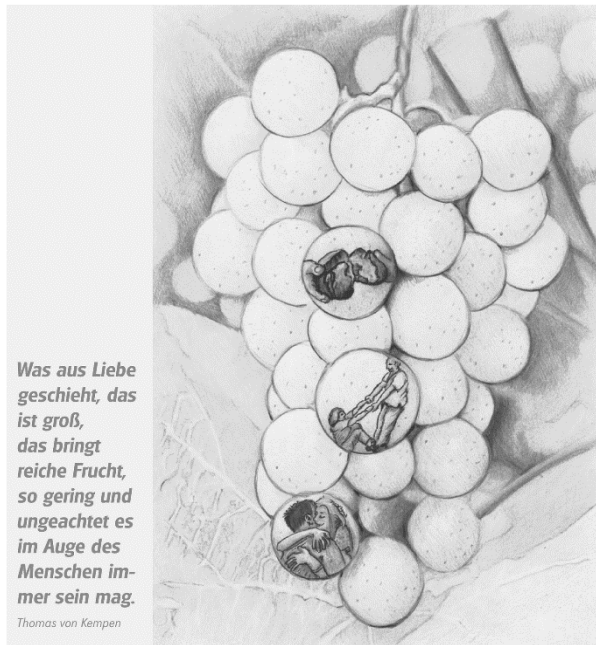 Was aus Liebe
geschieht, das
ist groß,
das bringt
reiche Frucht,
so gering und
ungeachtet es
im Auge des
Menschen im-
mer sein mag.
Thomas von Kempen